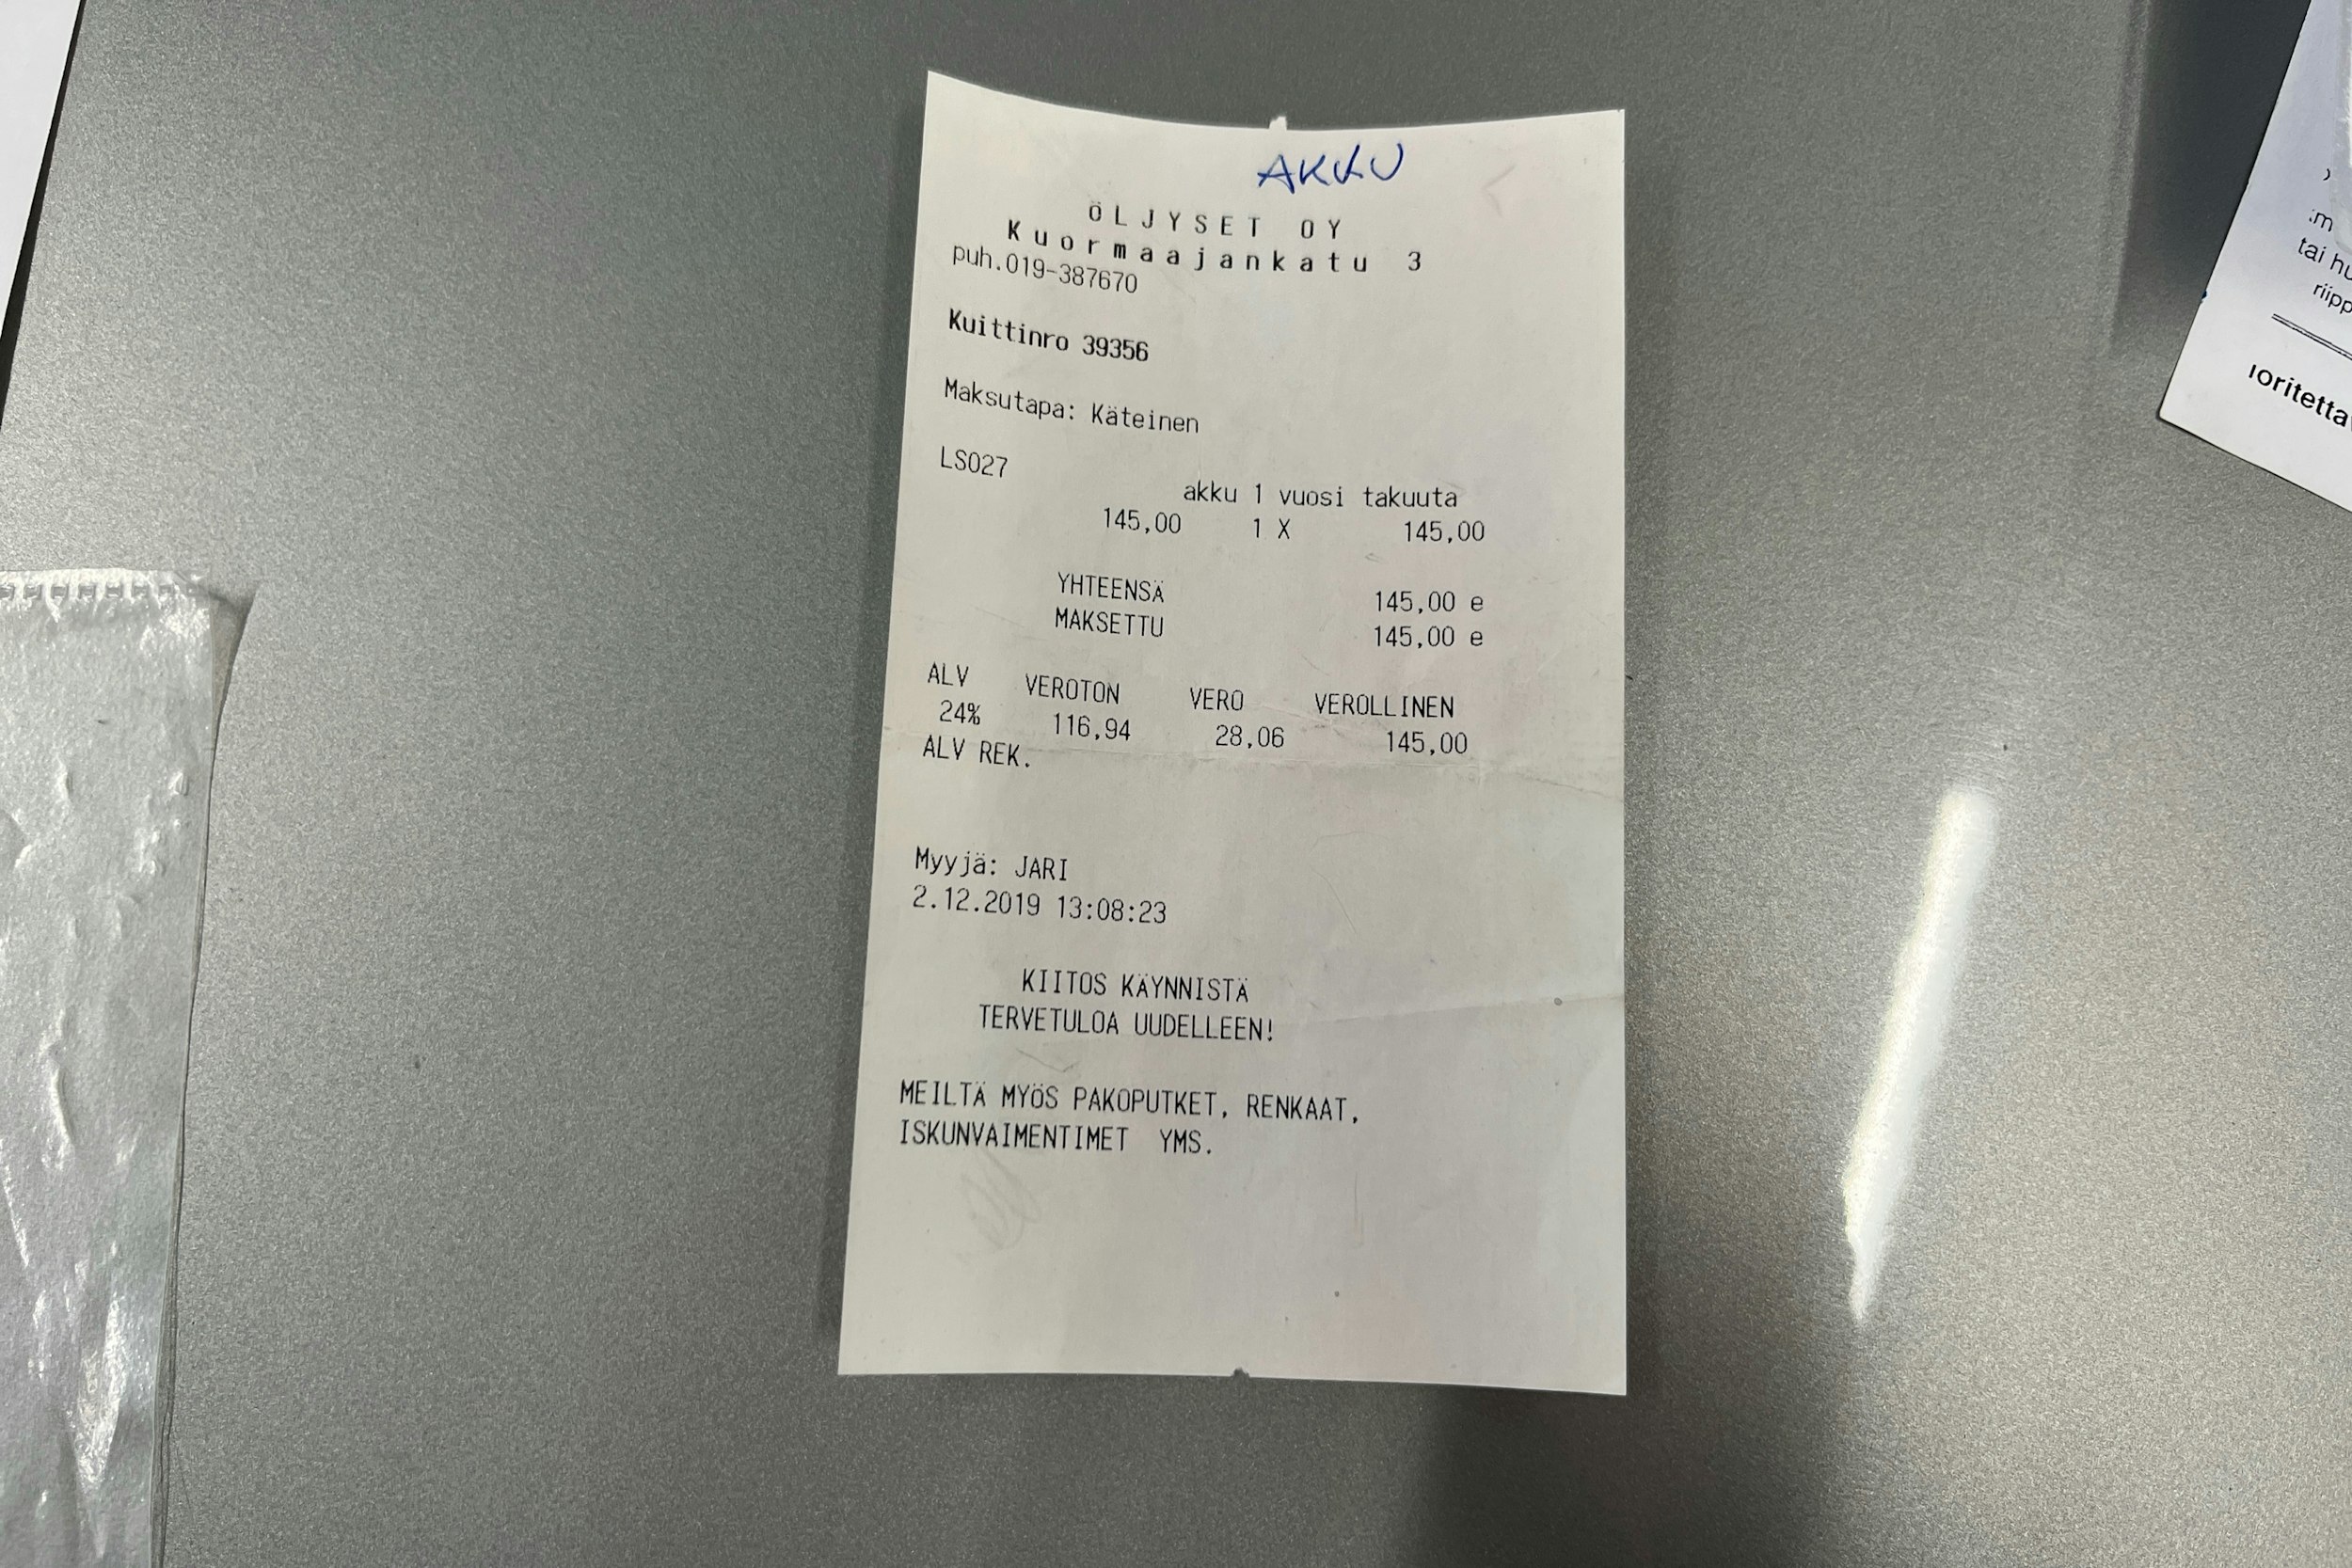 AKKU
ÖLJYSET OY
Kuormaajankatu 3
puh.019-387670
Kuittinro 39356
Maksutapa: Käteinen
LS027
akku 1 vuosi takuuta
145,00 1 X 145,00
YHTEENSÄ 145,00 e
MAKSETTU 145,00 e
ALV VEROTON VERO VEROLLINEN
24% 116,94 28,06 145,00
ALV REK.
Myyjä: JARI
2.12.2019 13:08:23
KIITOS KÄYNNISTÄ
TERVETULOA UUDELLEEN!
MEILTÄ MYÖS PAKOPUTKET, RENKAAT,
ISKUNVAIMENTIMET YMS.
tai